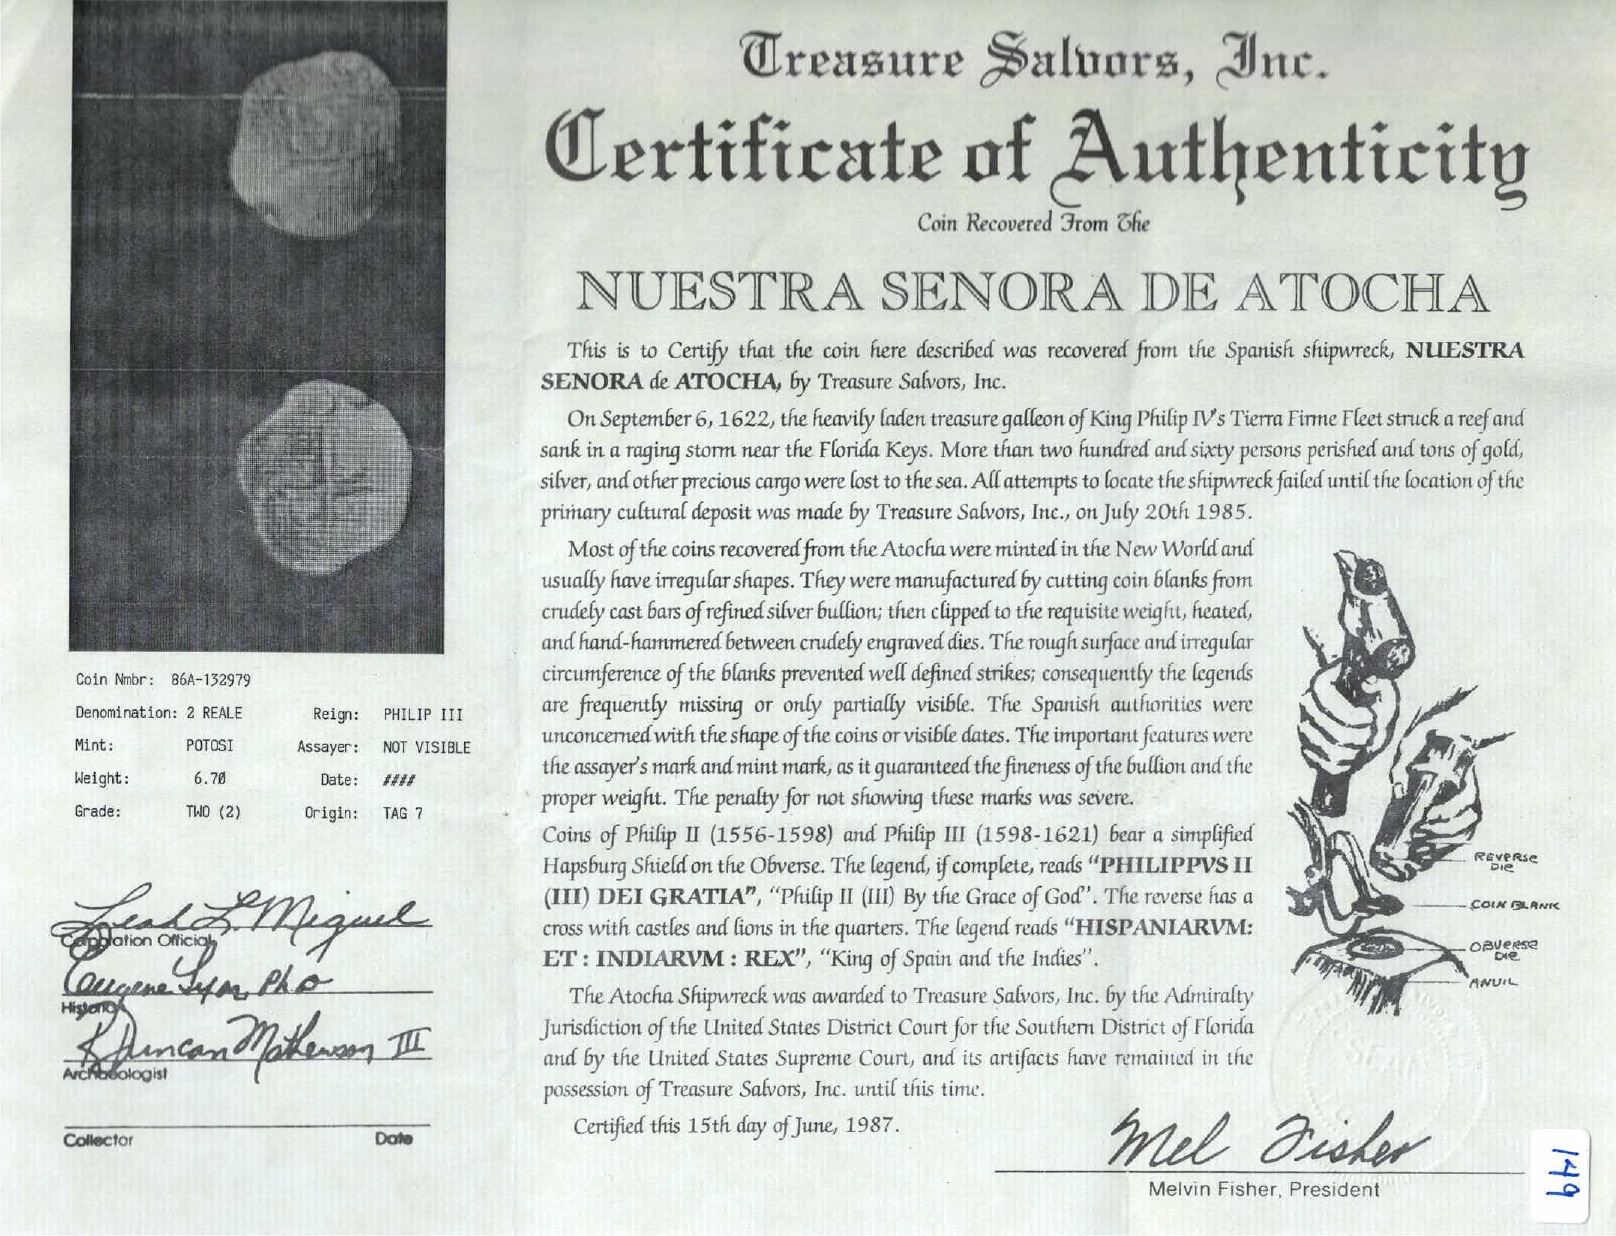 Treasure Salvors, Inc.
Certificate of Authenticity
Coin Recovered From The
NUESTRA SENORA DE ATOCHA
This is to Certify that the coin here described was recovered from the Spanish shipwreck, NUESTRA
SENORA de ATOCHA, by Treasure Salvors, Inc.
On September 6, 1622, the heavily laden treasure galleon of King Philip IV's Tierra Firme Fleet struck a reef and
sank in a raging storm near the Florida Keys. More than two hundred and sixty persons perished and tons of gold,
silver, and other precious cargo were lost to the sea. All attempts to locate the shipwreck failed until the location of the
primary cultural deposit was made by Treasure Salvors, Inc., on July 20th 1985.
Most of the coins recovered from the Atocha were minted in the New World and
usually have irregular shapes. They were manufactured by cutting coin blanks from
crudely cast bars of refined silver bullion; then clipped to the requisite weight, heated,
and hand-hammered between crudely engraved dies. The rough surface and irregular
circumference of the blanks prevented well defined strikes; consequently the legends
are frequently missing or only partially visible. The Spanish authorities were
unconcerned with the shape of the coins or visible dates. The important features were
the assayer's mark and mint mark, as it guaranteed the fineness of the bullion and the
proper weight. The penalty for not showing these marks was severe.
Coins of Philip II (1556-1598) and Philip III (1598-1621) bear a simplified
Hapsburg Shield on the Obverse. The legend, if complete, reads "PHILIPPVS II
(III) DEI GRATIA", "Philip II (III) By the Grace of God". The reverse has a
cross with castles and lions in the quarters. The legend reads "HISPANIARVM:
ET : INDIARVM : REX", "King of Spain and the Indies".
The Atocha Shipwreck was awarded to Treasure Salvors, Inc. by the Admiralty
Jurisdiction of the United States District Court for the Southern District of Florida
and by the United States Supreme Court, and its artifacts have remained in the
possession of Treasure Salvors, Inc. until this time.
Certified this 15th day of June, 1987.
REVERSE
DIE
COIN BLANK
OBVERSE
DIE
ANVIL
SEAL
Mel Fisher
Melvin Fisher, President
149
Coin Nmbr: 86A-132979
Denomination: 2 REALE Reign: PHILIP III
Mint: POTOSI Assayer: NOT VISIBLE
Weight: 6.70 Date: ####
Grade: TWO (2) Origin: TAG 7
Leah L. Miguel
Corporation Official
Eugene Lyon, PhD
Historian
R Duncan Mathewson III
Archaeologist
Collector Date